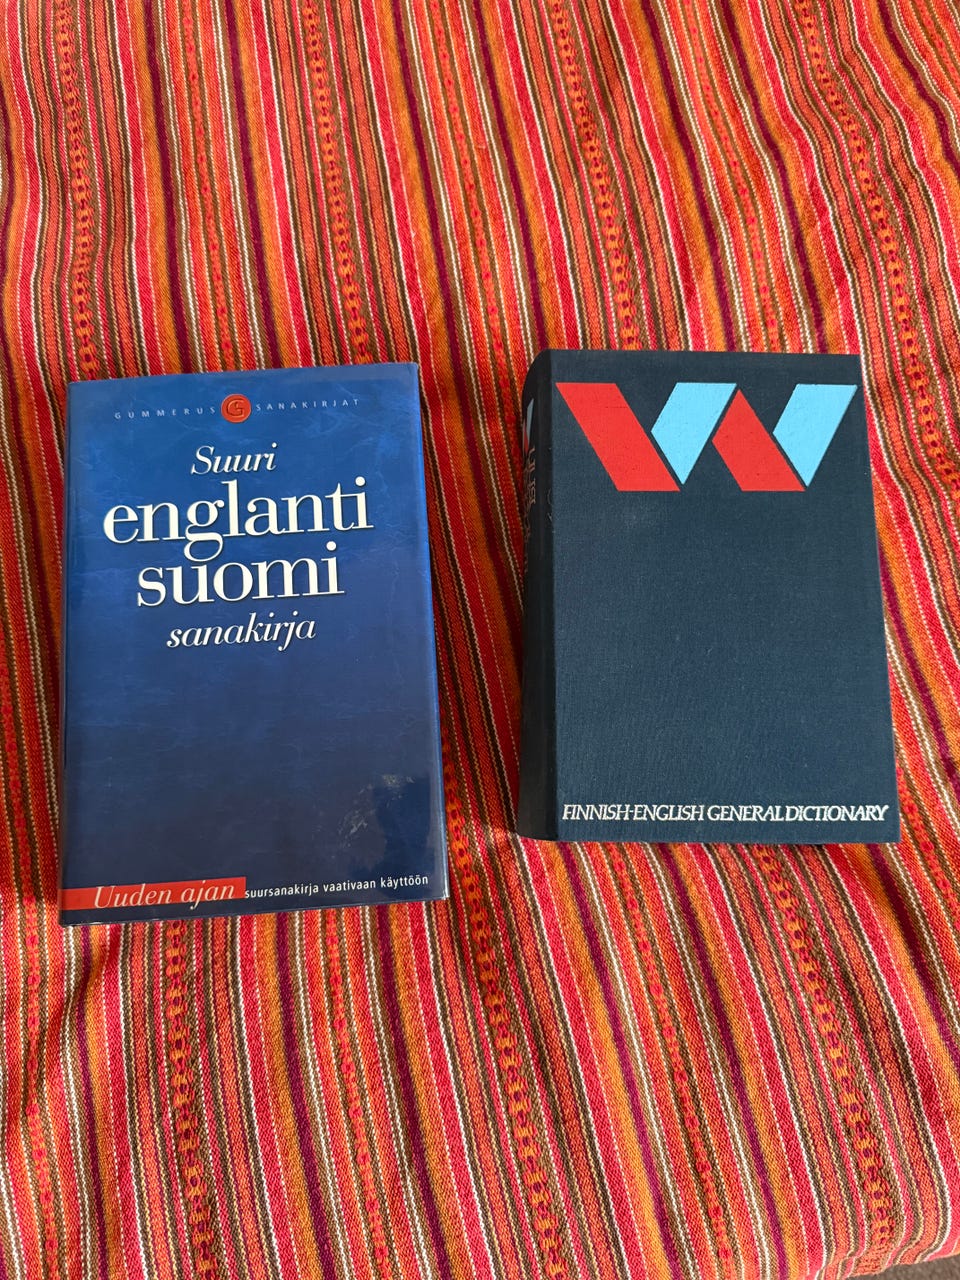 GUMMERUS G SANAKIRJAT
Suuri
englanti
suomi
sanakirja
Uuden ajan suursanakirja vaativaan käyttöön
W
FINNISH-ENGLISH GENERAL DICTIONARY